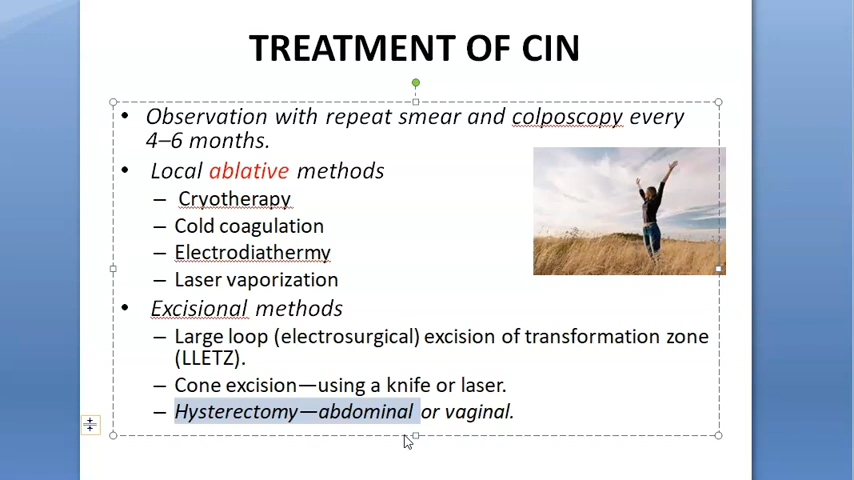 TREATMENT OF CIN
• Observation with repeat smear and colposcopy every
4–6 months.
• Local ablative methods
– Cryotherapy
– Cold coagulation
– Electrodiathermy
– Laser vaporization
• Excisional methods
– Large loop (electrosurgical) excision of transformation zone
(LLETZ).
– Cone excision—using a knife or laser.
– Hysterectomy—abdominal or vaginal.